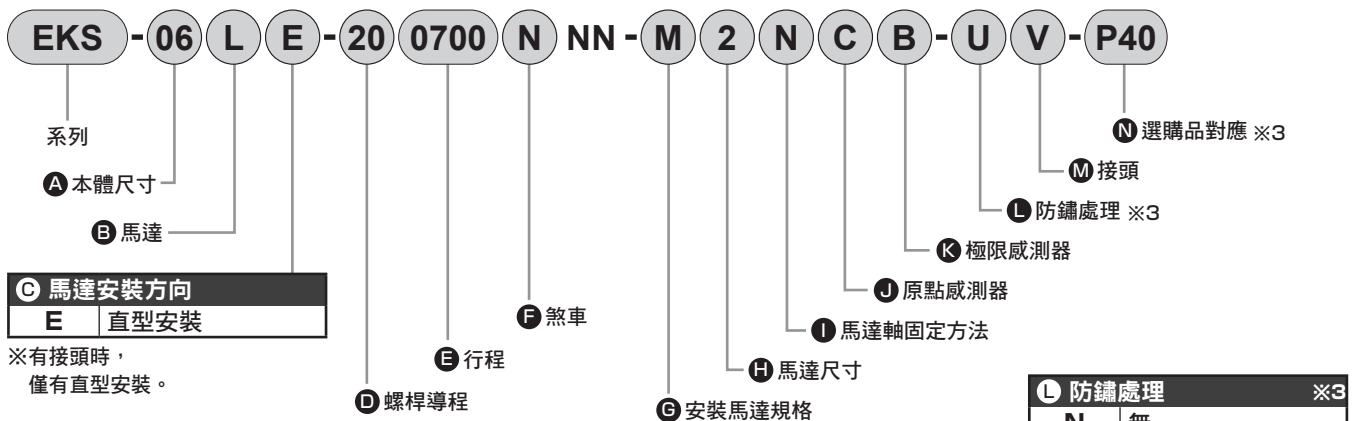 EKS - 06 L E - 20 0700 N NN - M 2 N C B - U V - P40
系列
N 選購品對應 ※3
A 本體尺寸
M 接頭
L 防鏽處理 ※3
B 馬達
K 極限感測器
C 馬達安裝方向
J 原點感測器
E 直型安裝
F 煞車
I 馬達軸固定方法
※有接頭時，
僅有直型安裝。
E 行程
H 馬達尺寸
D 螺桿導程
G 安裝馬達規格
L 防鏽處理 ※3
N 無